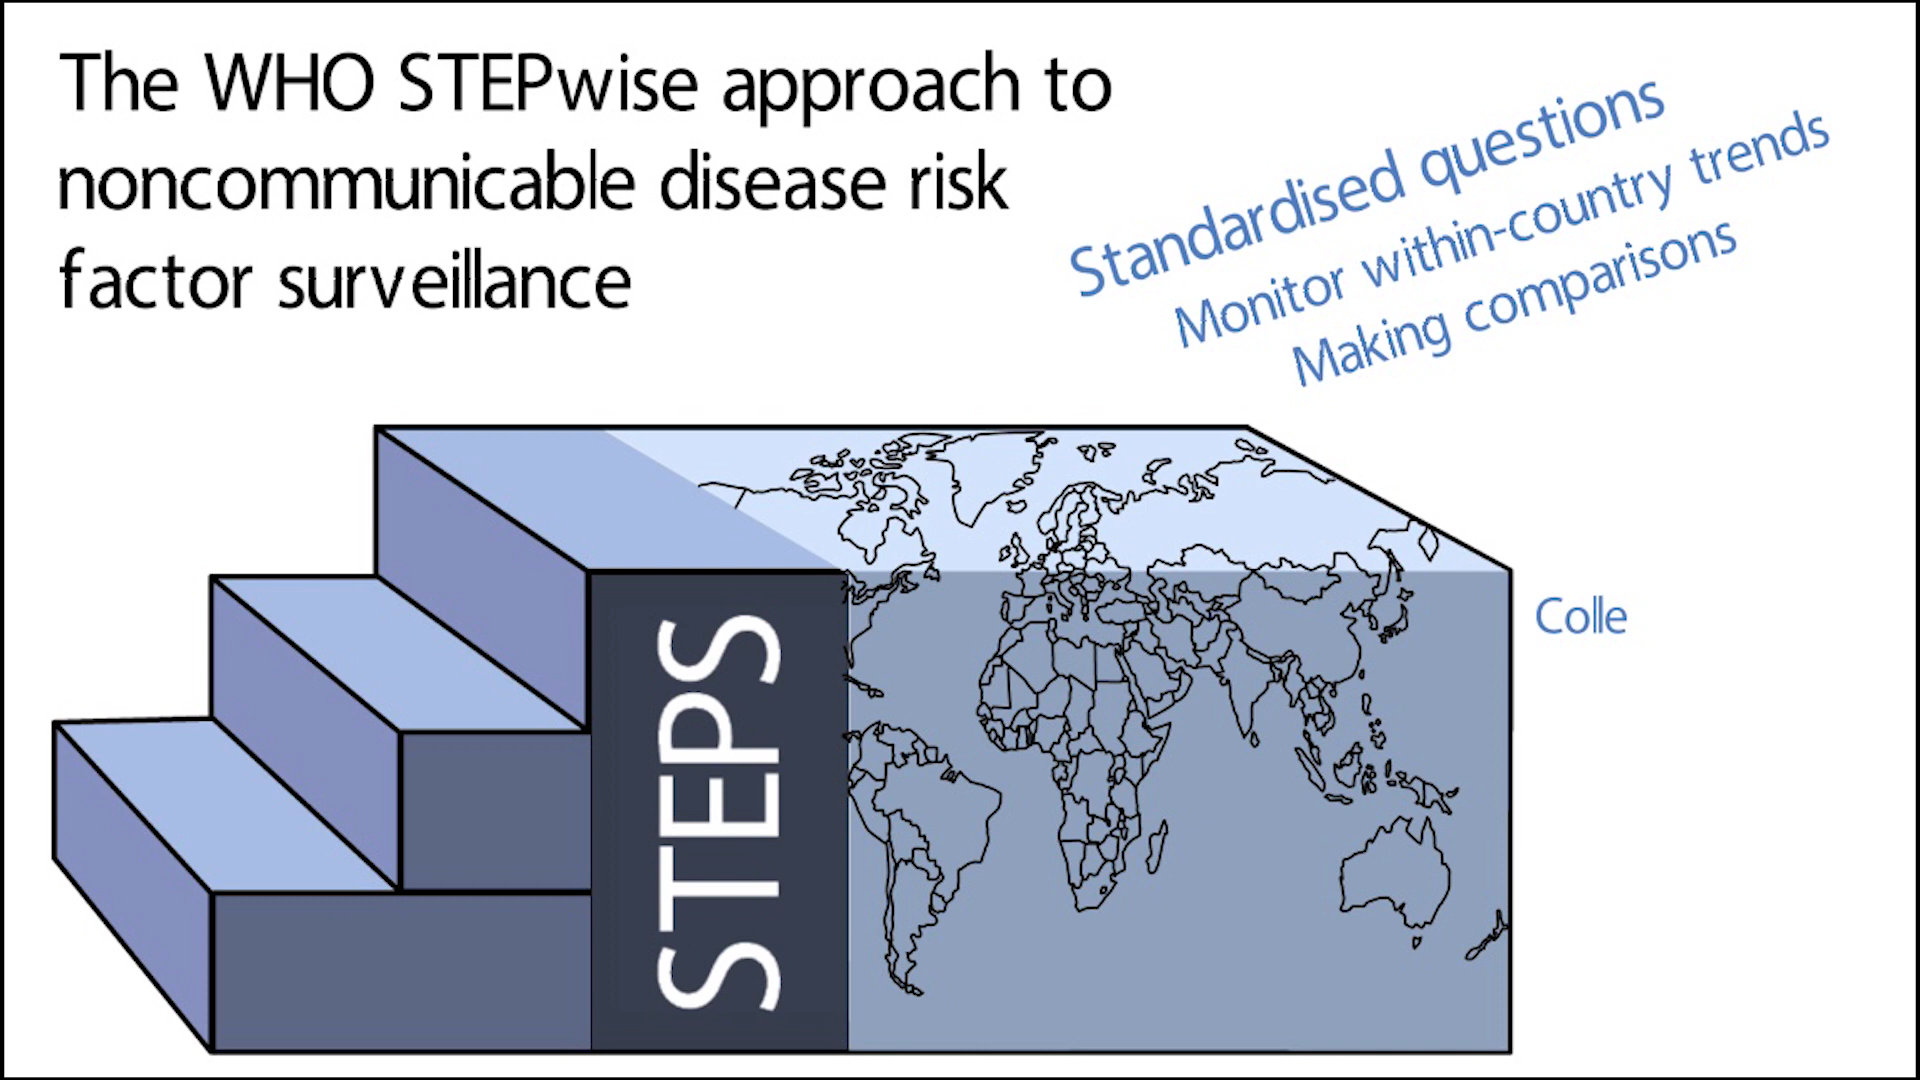 The WHO STEPwise approach to
noncommunicable disease risk
factor surveillance
Standardised questions
Monitor within-country trends
Making comparisons
STEPS
Colle